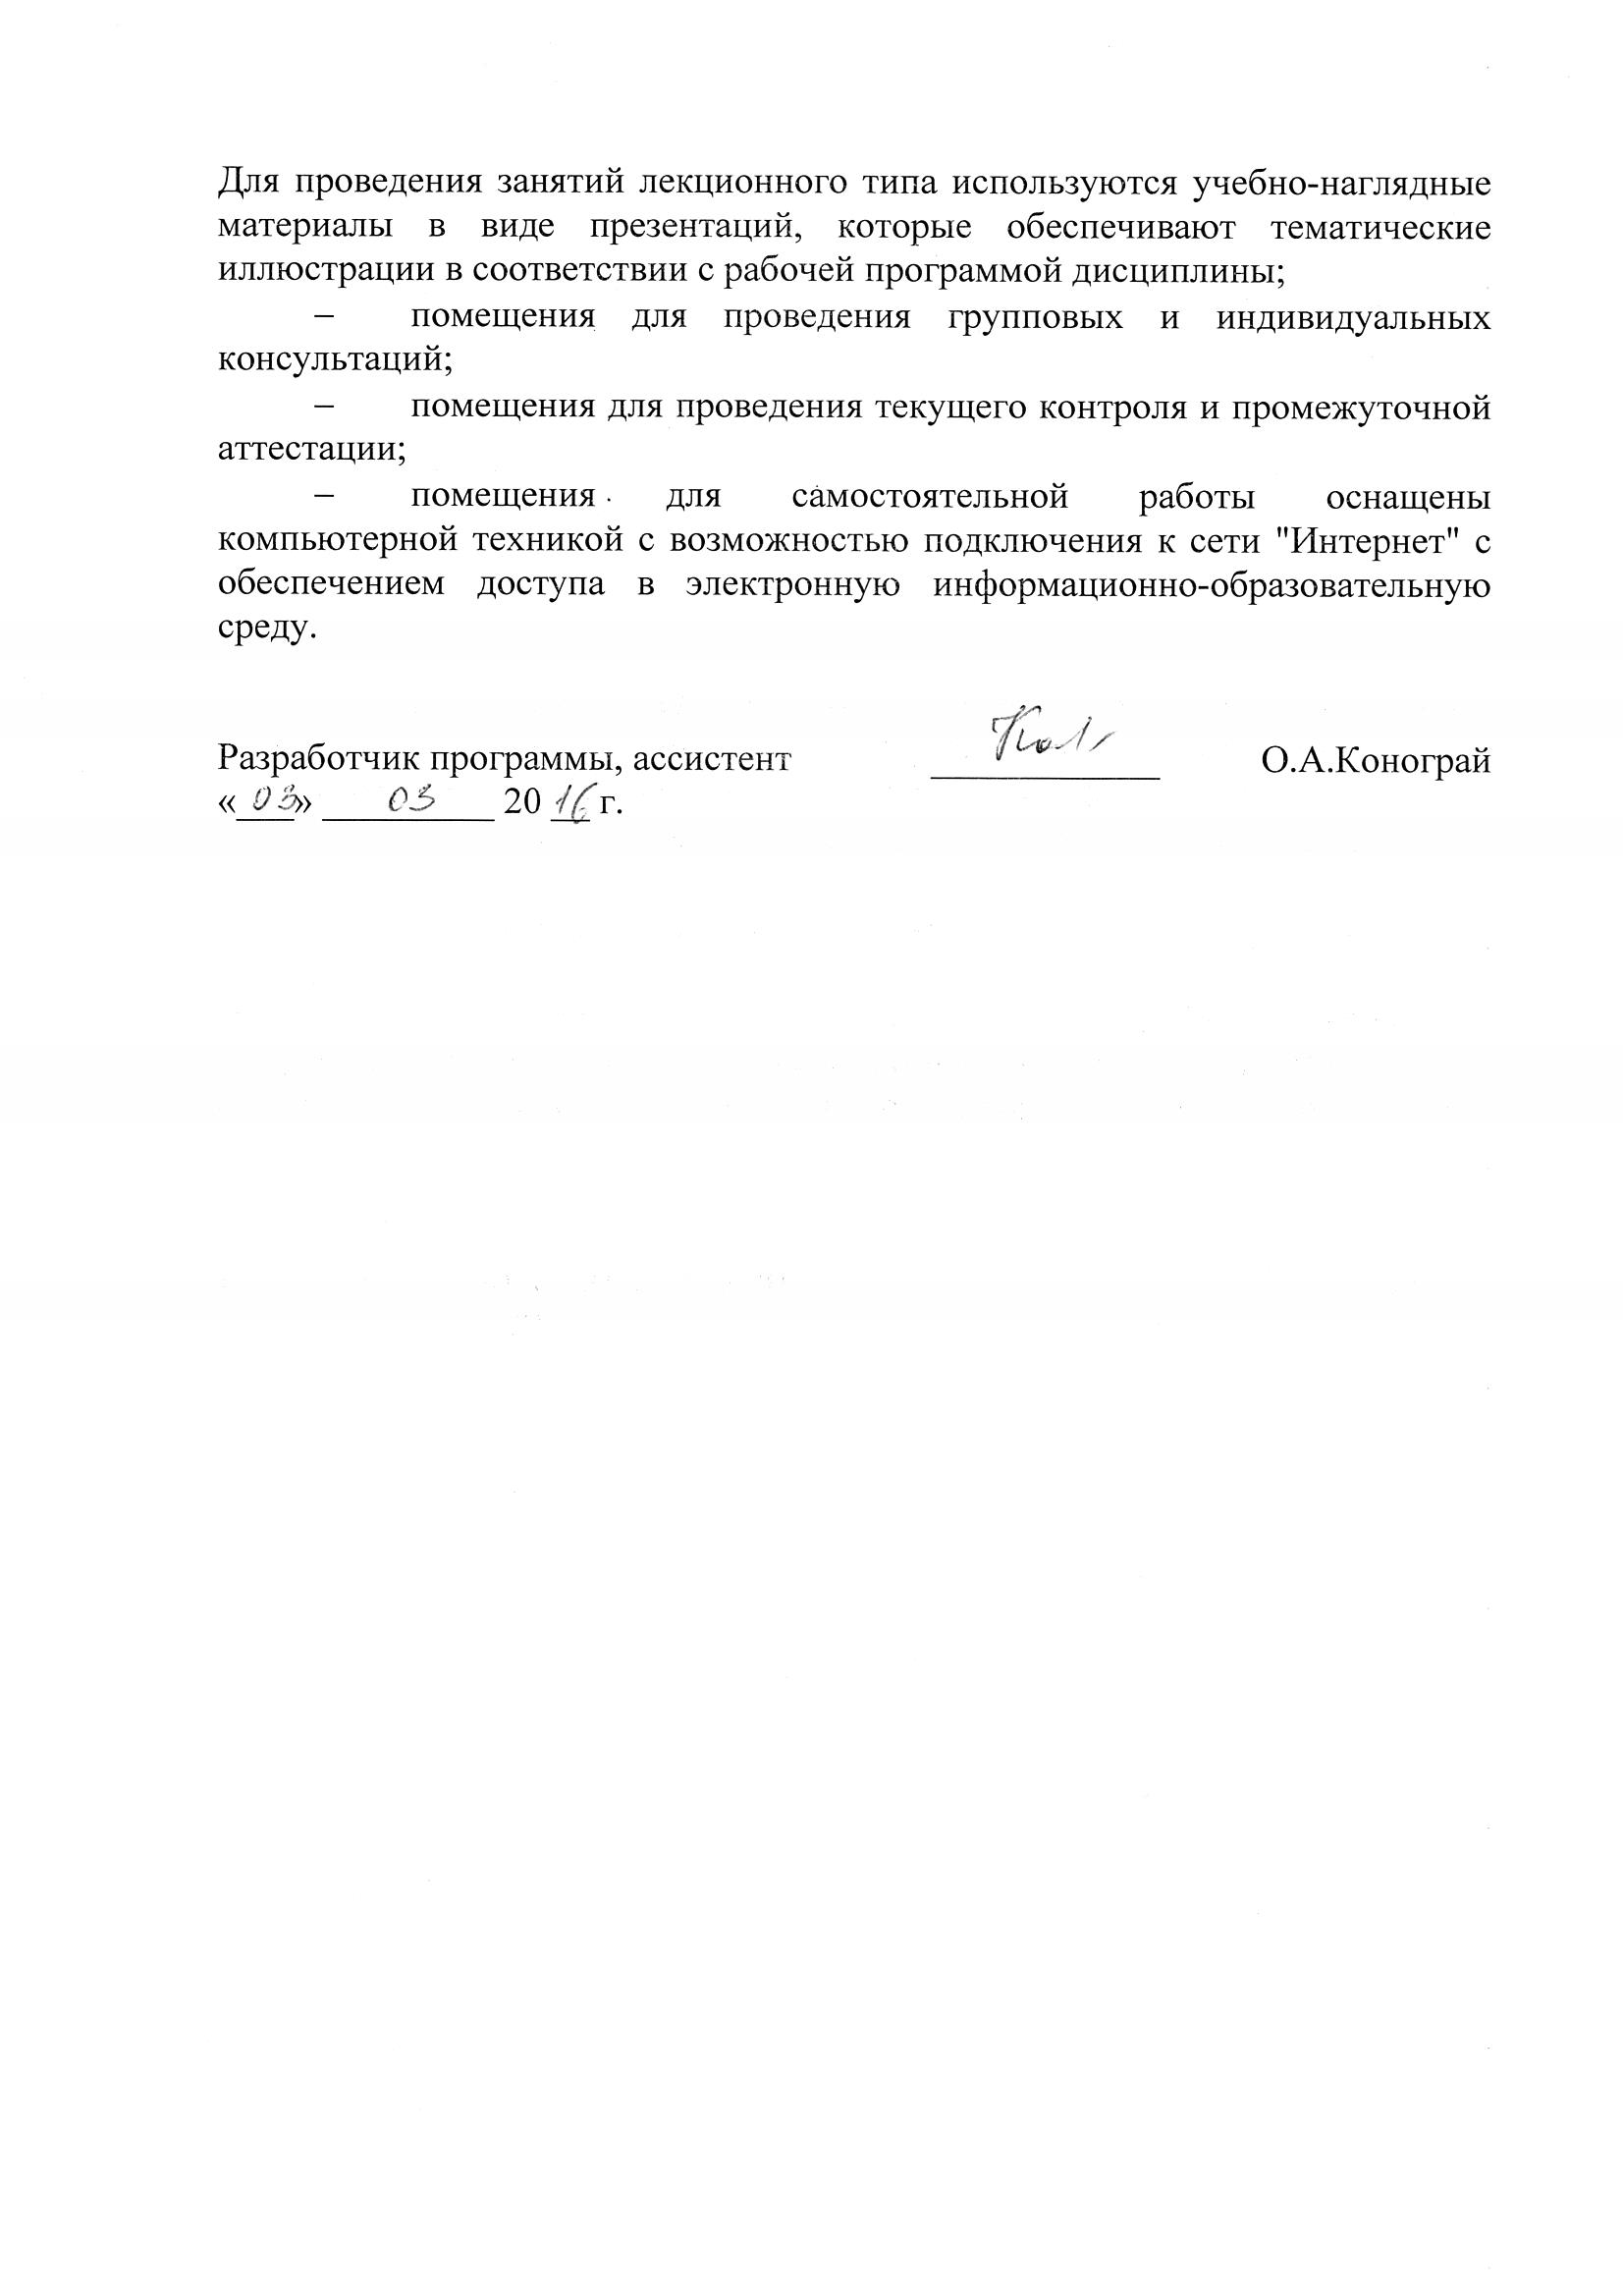 Для проведения занятий лекционного типа используются учебно-наглядные
материалы в виде презентаций, которые обеспечивают тематические
иллюстрации в соответствии с рабочей программой дисциплины;
– помещения для проведения групповых и индивидуальных
консультаций;
– помещения для проведения текущего контроля и промежуточной
аттестации;
– помещения для самостоятельной работы оснащены
компьютерной техникой с возможностью подключения к сети "Интернет" с
обеспечением доступа в электронную информационно-образовательную
среду.
Разработчик программы, ассистент О.А.Конограй
«03» 03 20 16 г.